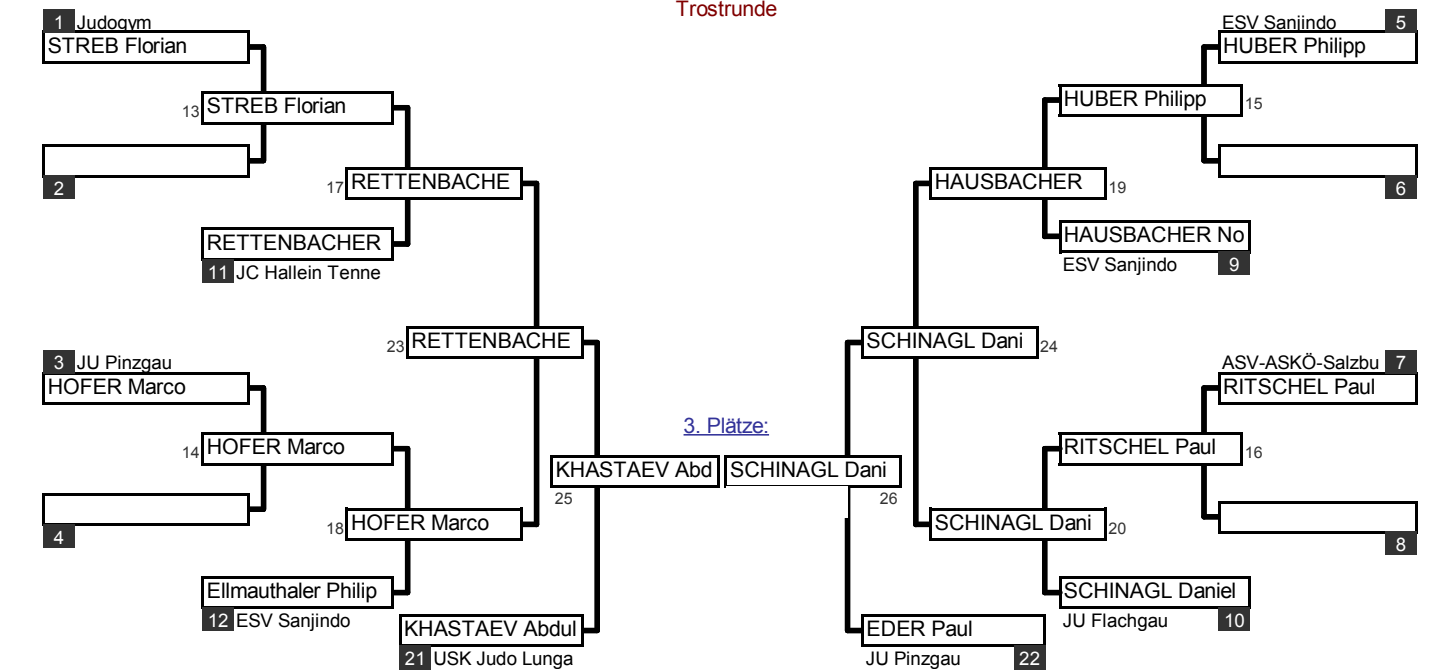 Trostrunde
1 Judogym
STREB Florian
13 STREB Florian
2
17 RETTENBACHE
RETTENBACHER
11 JC Hallein Tenne
23 RETTENBACHE
3 JU Pinzgau
HOFER Marco
14 HOFER Marco
4
18 HOFER Marco
Ellmauthaler Philip
12 ESV Sanjindo
KHASTAEV Abdul
21 USK Judo Lunga
3. Plätze:
KHASTAEV Abd
25
SCHINAGL Dani
26
ESV Sanjindo 5
HUBER Philipp
HUBER Philipp 15
6
HAUSBACHER 19
HAUSBACHER No
ESV Sanjindo 9
SCHINAGL Dani 24
ASV-ASKÖ-Salzbu 7
RITSCHEL Paul
RITSCHEL Paul 16
8
SCHINAGL Dani 20
SCHINAGL Daniel
JU Flachgau 10
EDER Paul
JU Pinzgau 22